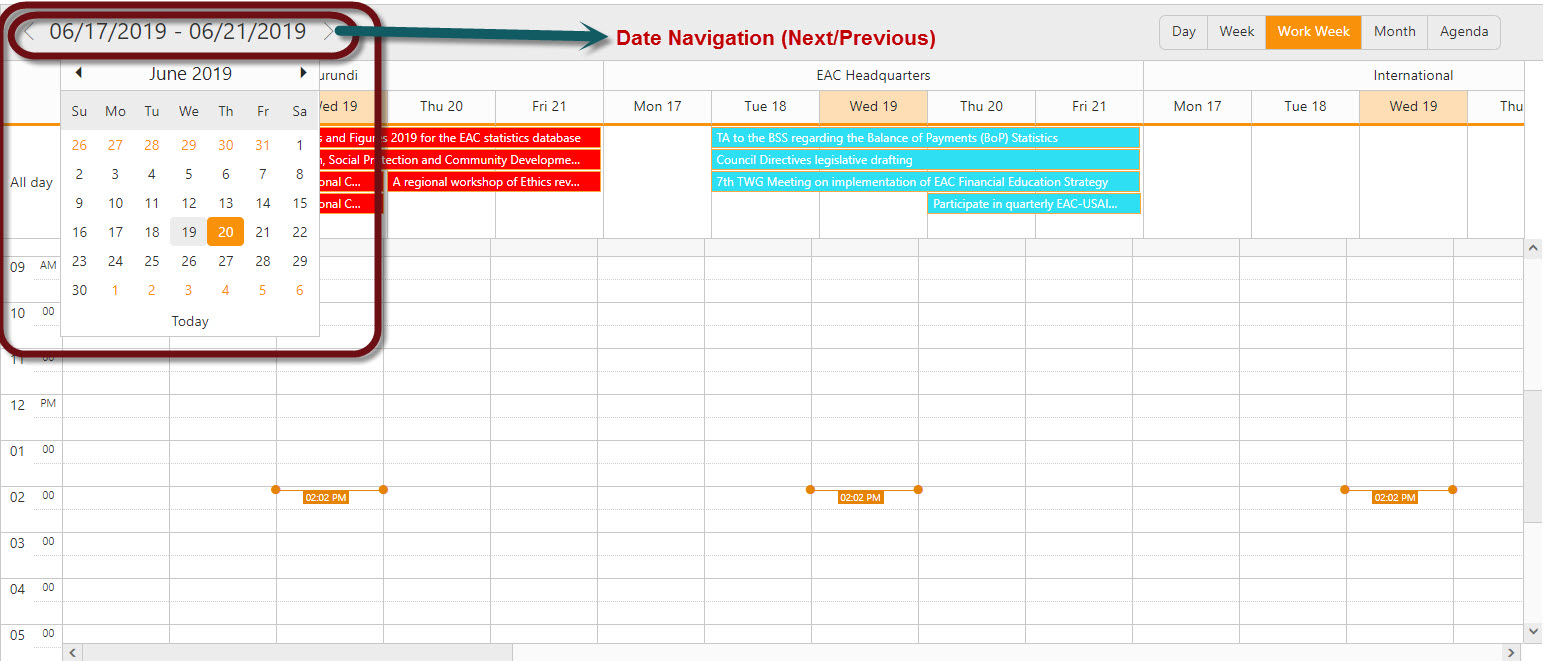 06/17/2019 - 06/21/2019
Date Navigation (Next/Previous)
Day Week Work Week Month Agenda
June 2019
Su Mo Tu We Th Fr Sa
26 27 28 29 30 31 1
2 3 4 5 6 7 8
9 10 11 12 13 14 15
16 17 18 19 20 21 22
23 24 25 26 27 28 29
30 1 2 3 4 5 6
Today
urundi EAC Headquarters International
ed 19 Thu 20 Fri 21 Mon 17 Tue 18 Wed 19 Thu 20 Fri 21 Mon 17 Tue 18 Wed 19 Thu
All day
s and Figures 2019 for the EAC statistics database
, Social Protection and Community Developme...
onal C... A regional workshop of Ethics rev...
onal C...
TA to the BSS regarding the Balance of Payments (BoP) Statistics
Council Directives legislative drafting
7th TWG Meeting on implementation of EAC Financial Education Strategy
Participate in quarterly EAC-USAI...
09 AM
10 00
11 00
12 PM
01 00
02 00
02:02 PM 02:02 PM 02:02 PM
03 00
04 00
05 00